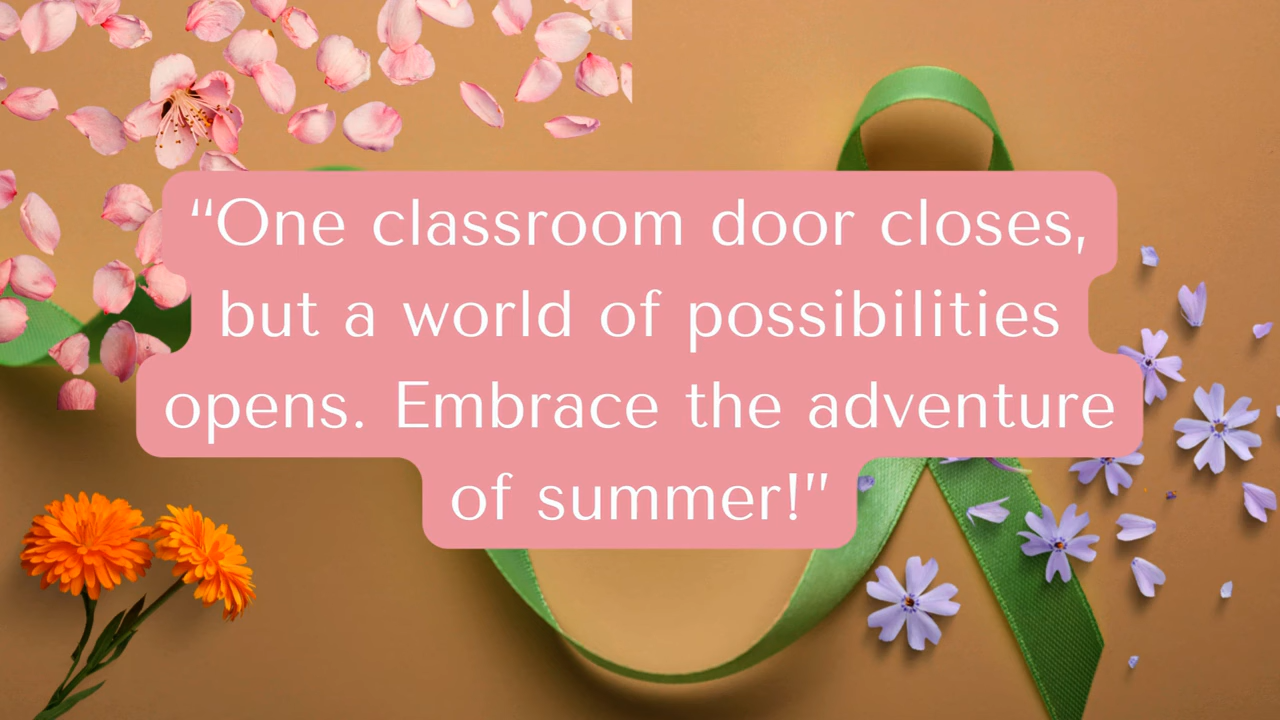 “One classroom door closes,
but a world of possibilities
opens. Embrace the adventure
of summer!”